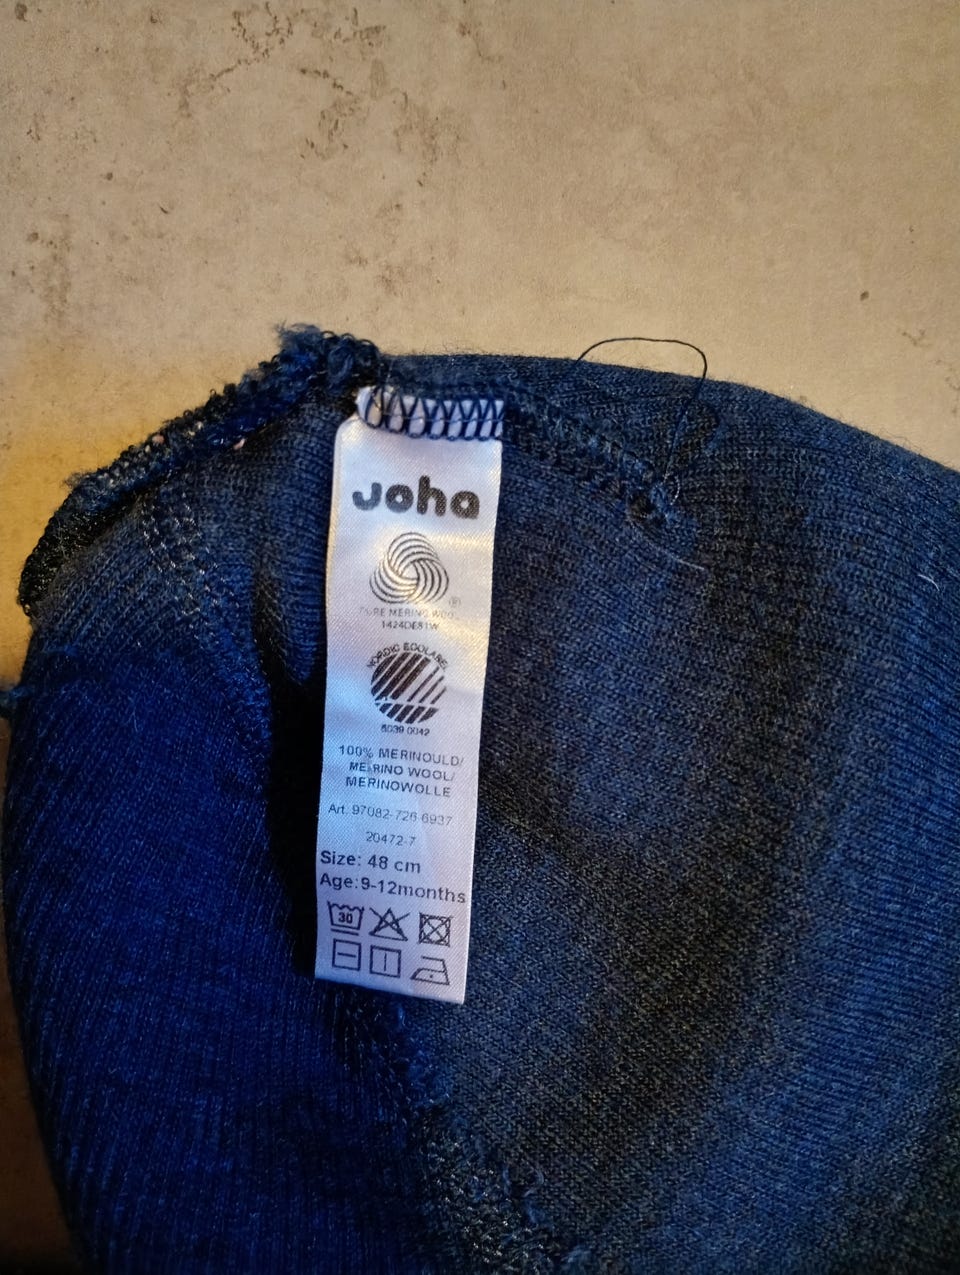 Joha
®
PURE MERINO WOOL
1424DE81W
NORDIC ECOLABEL
5039 0042
100% MERINOULD/
MERINO WOOL/
MERINOWOLLE
Art. 97082-726-6937
20472-7
Size: 48 cm
Age:9-12months
30